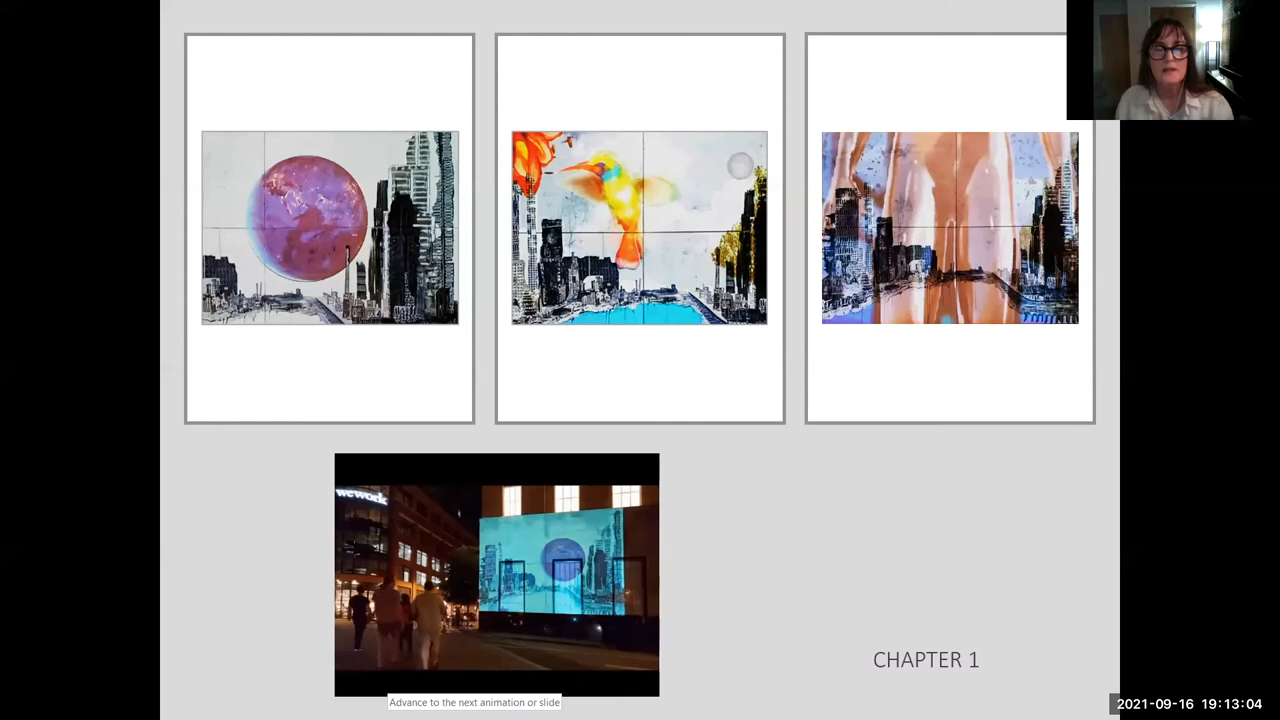 wework
CHAPTER 1
Advance to the next animation or slide
2021-09-16 19:13:04